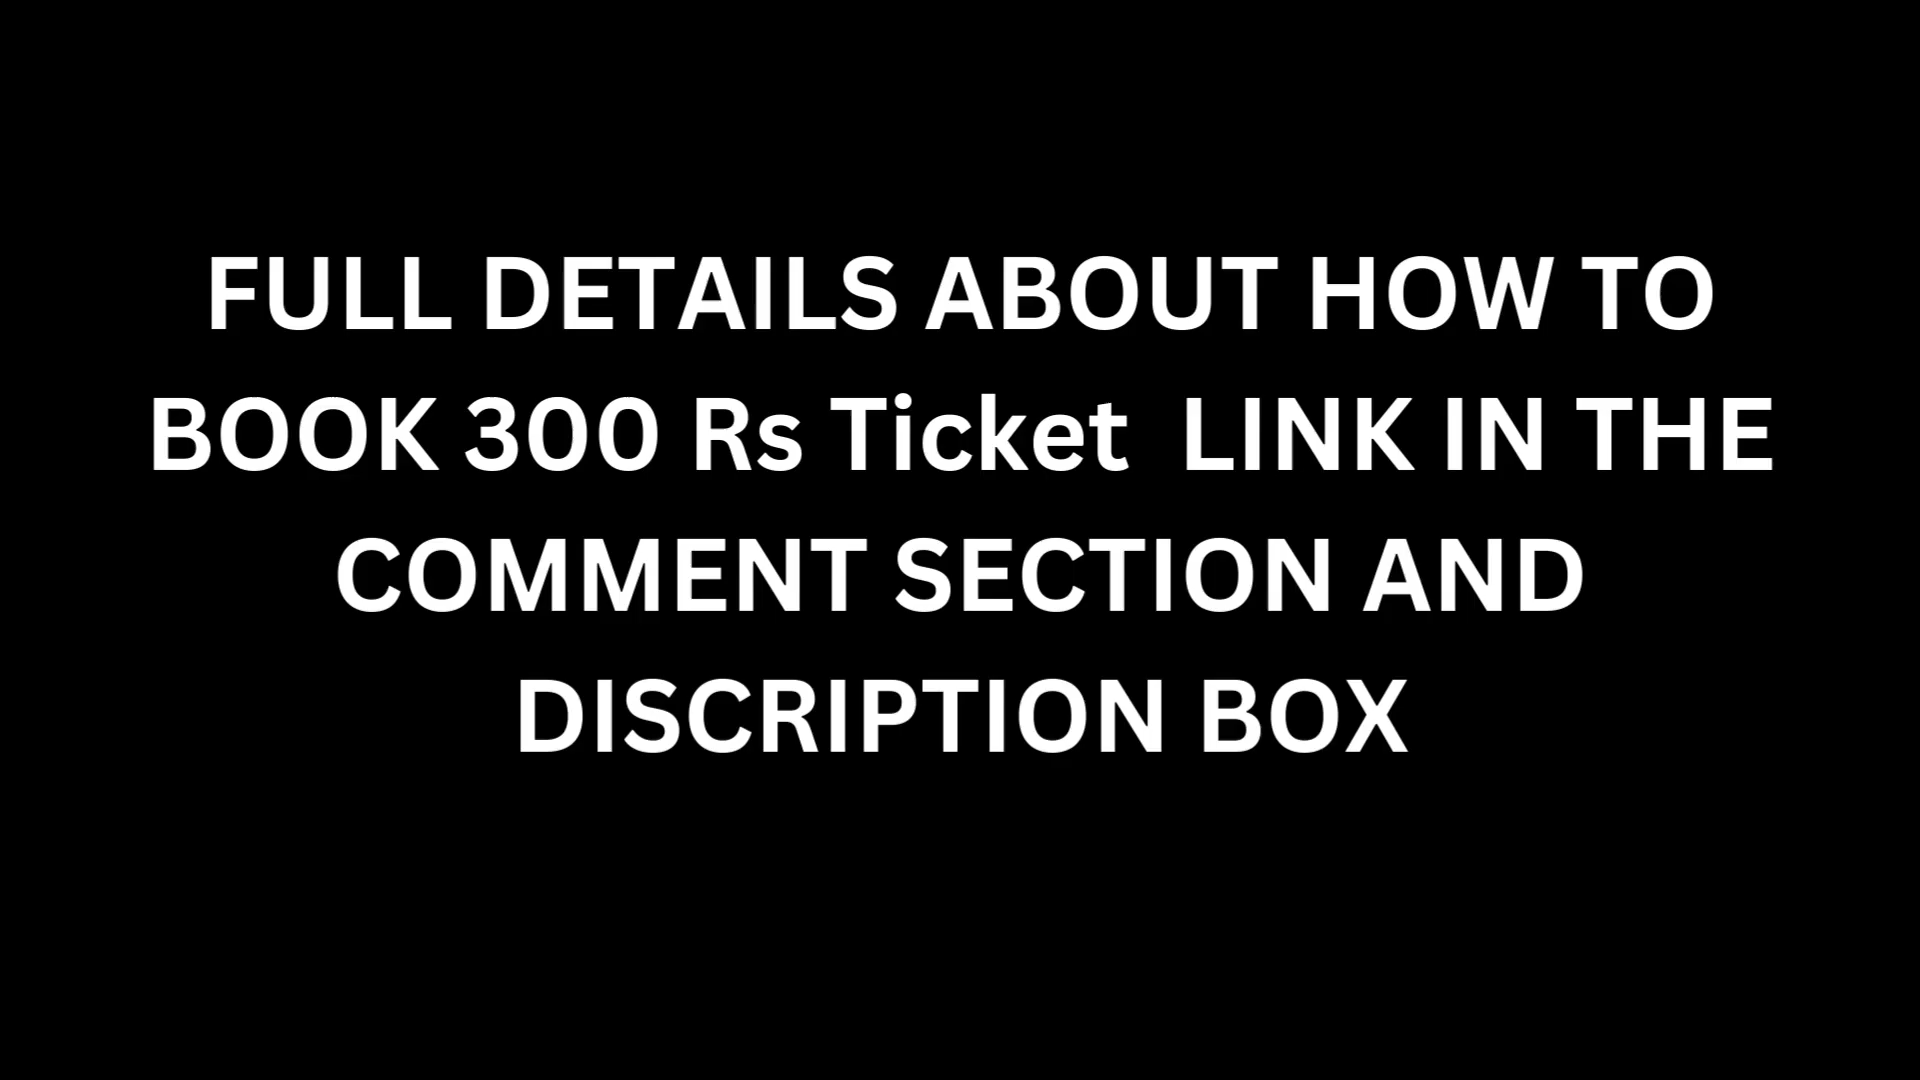 FULL DETAILS ABOUT HOW TO
BOOK 300 Rs Ticket  LINK IN THE
COMMENT SECTION AND
DISCRIPTION BOX